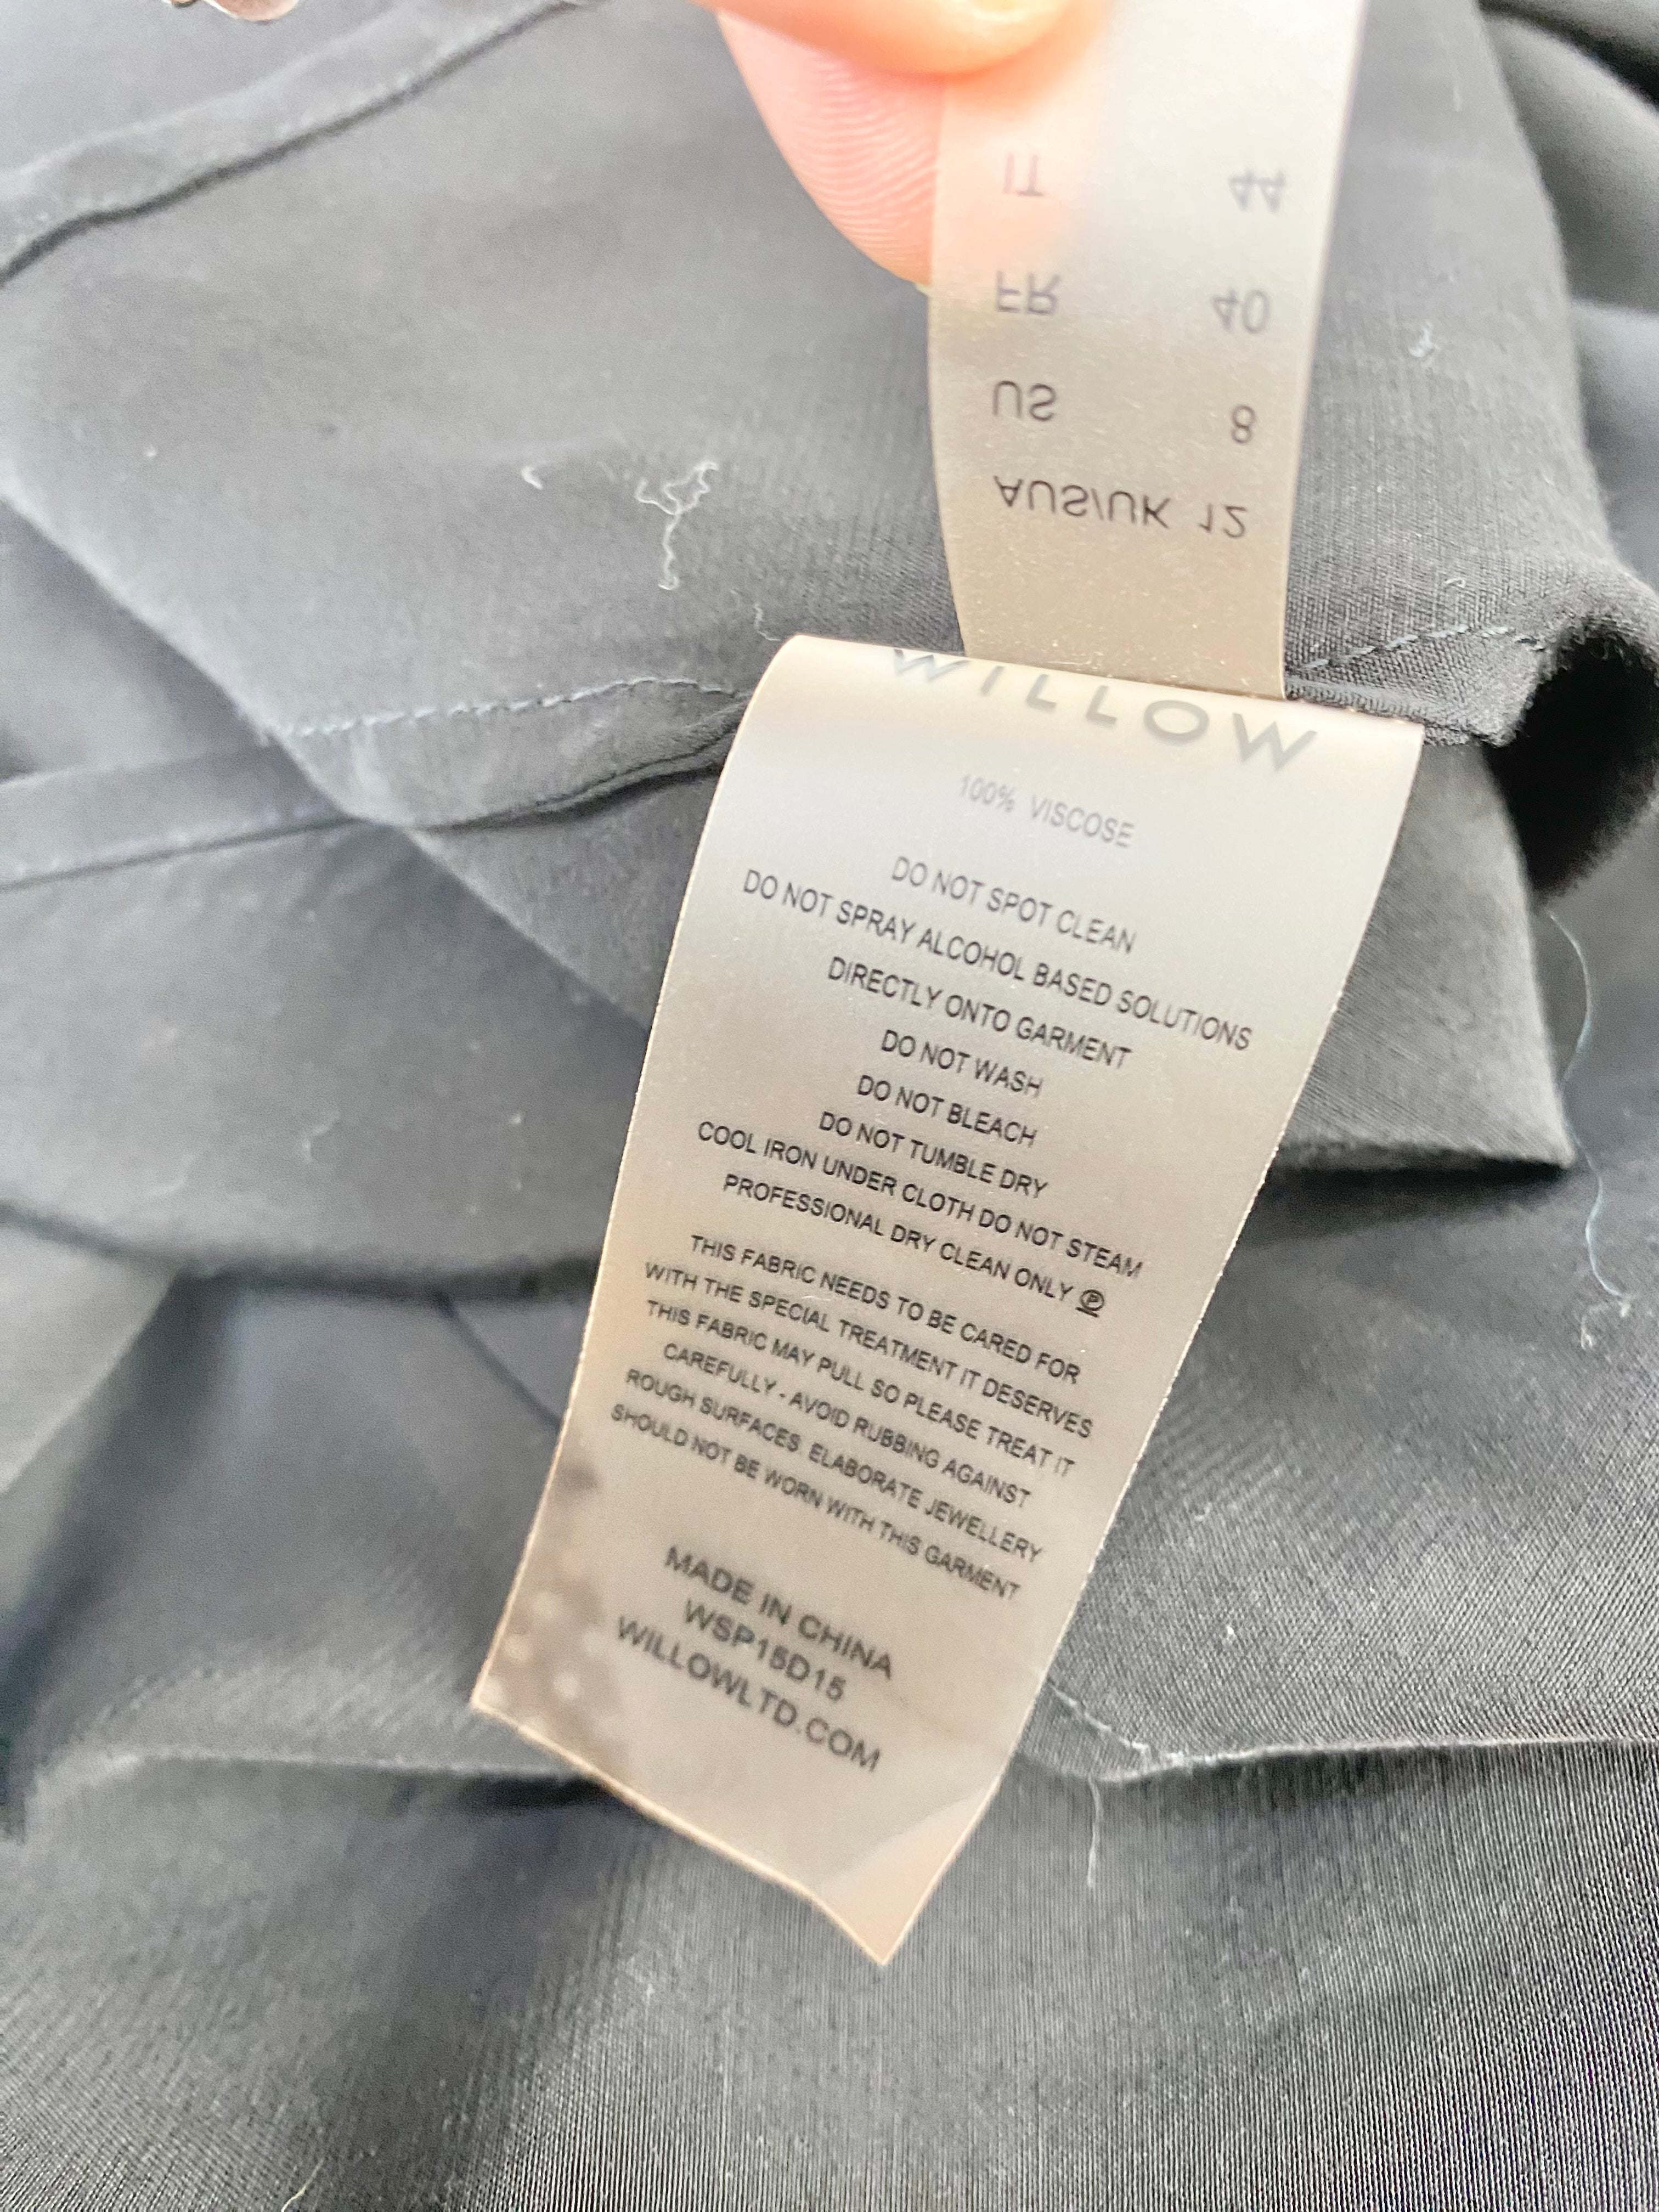 IT 44
FR 40
US 8
AUS/UK 12
WILLOW
100% VISCOSE
DO NOT SPOT CLEAN
DO NOT SPRAY ALCOHOL BASED SOLUTIONS
DIRECTLY ONTO GARMENT
DO NOT WASH
DO NOT BLEACH
DO NOT TUMBLE DRY
COOL IRON UNDER CLOTH DO NOT STEAM
PROFESSIONAL DRY CLEAN ONLY Ⓟ
THIS FABRIC NEEDS TO BE CARED FOR
WITH THE SPECIAL TREATMENT IT DESERVES
THIS FABRIC MAY PULL SO PLEASE TREAT IT
CAREFULLY - AVOID RUBBING AGAINST
ROUGH SURFACES. ELABORATE JEWELLERY
SHOULD NOT BE WORN WITH THIS GARMENT
MADE IN CHINA
WSP15D15
WILLOWLTD.COM